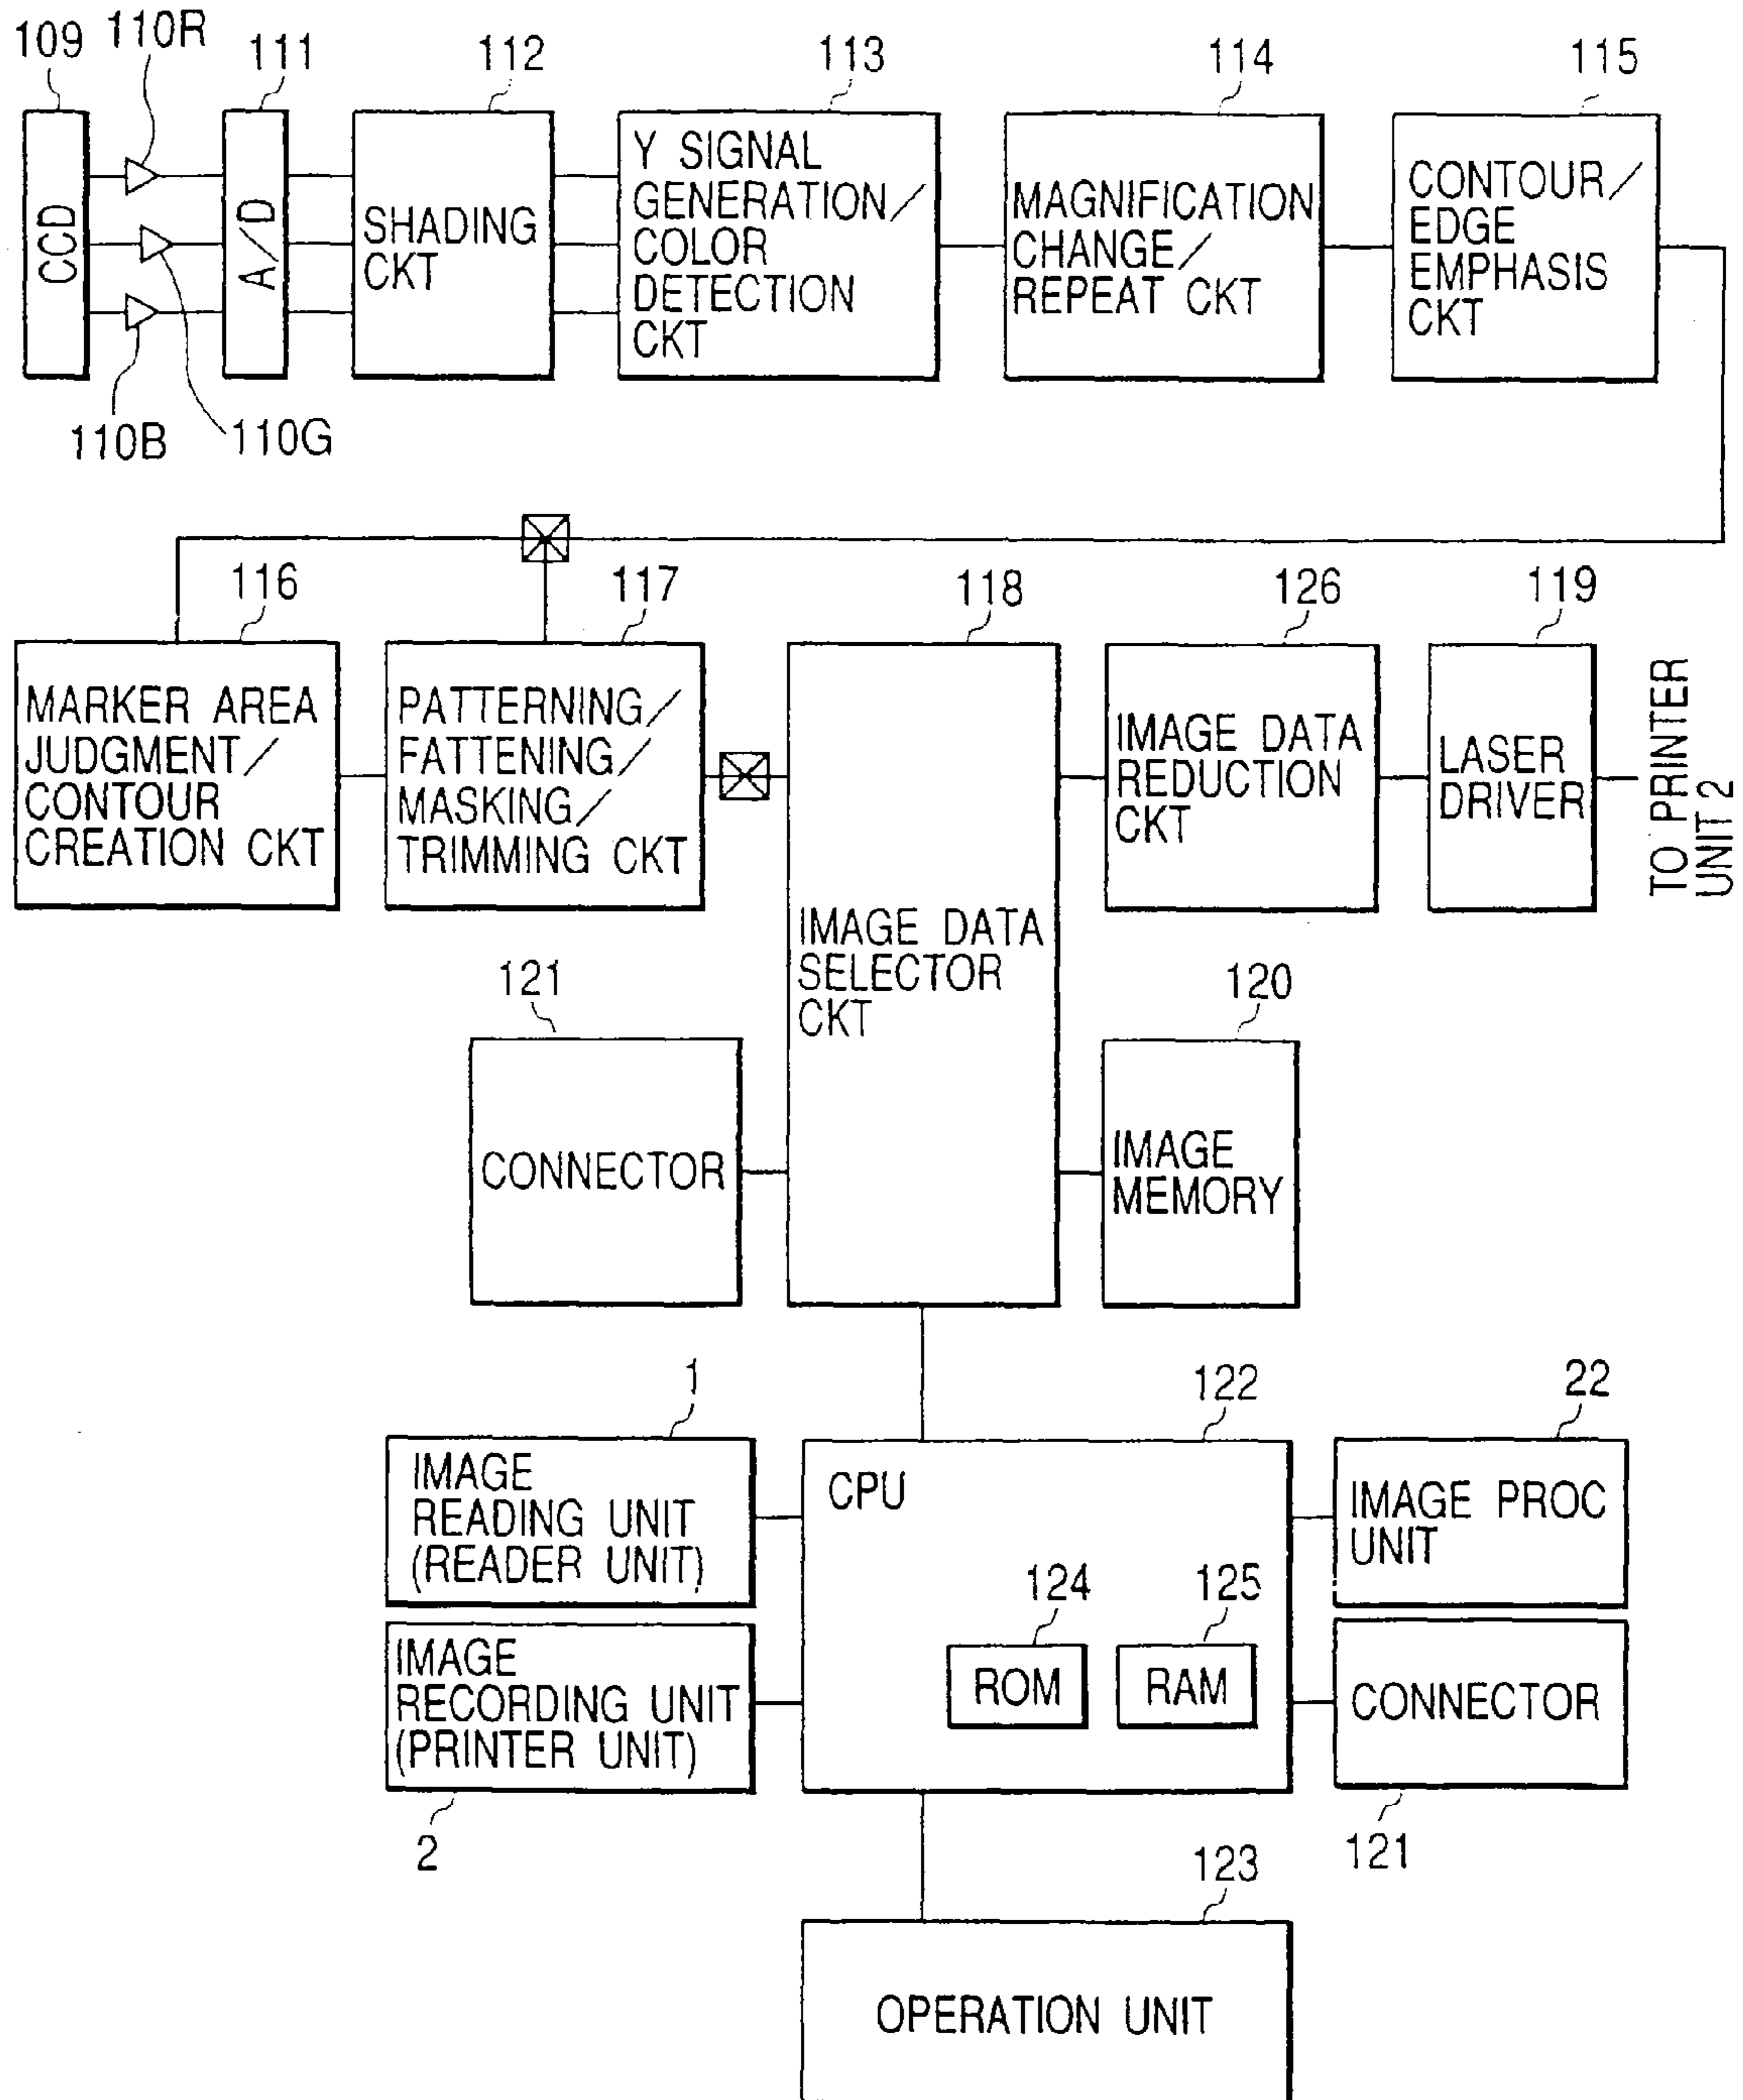 109
110R
111
112
113
114
115
CCD
A/D
SHADING
CKT
Y SIGNAL
GENERATION/
COLOR
DETECTION
CKT
MAGNIFICATION
CHANGE/
REPEAT CKT
CONTOUR/
EDGE
EMPHASIS
CKT
110B
110G
116
117
118
126
119
MARKER AREA
JUDGMENT/
CONTOUR
CREATION CKT
PATTERNING/
FATTENING/
MASKING/
TRIMMING CKT
IMAGE DATA
SELECTOR
CKT
IMAGE DATA
REDUCTION
CKT
LASER
DRIVER
TO PRINTER
UNIT 2
121
120
CONNECTOR
IMAGE
MEMORY
1
122
22
IMAGE
READING UNIT
(READER UNIT)
CPU
IMAGE PROC
UNIT
124
125
ROM
RAM
IMAGE
RECORDING UNIT
(PRINTER UNIT)
CONNECTOR
2
121
123
OPERATION UNIT